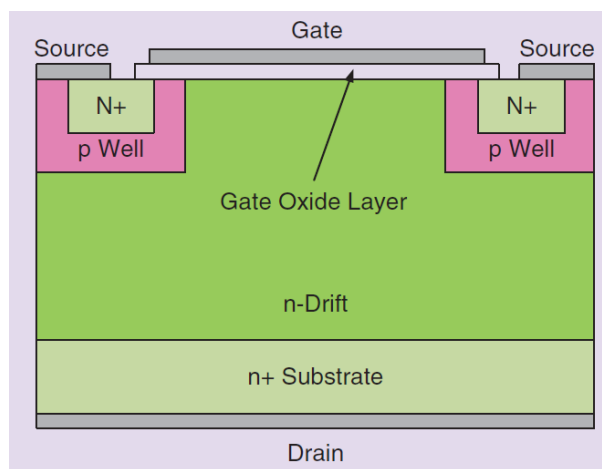 Gate
Source
Source
N+
N+
p Well
p Well
Gate Oxide Layer
n-Drift
n+ Substrate
Drain